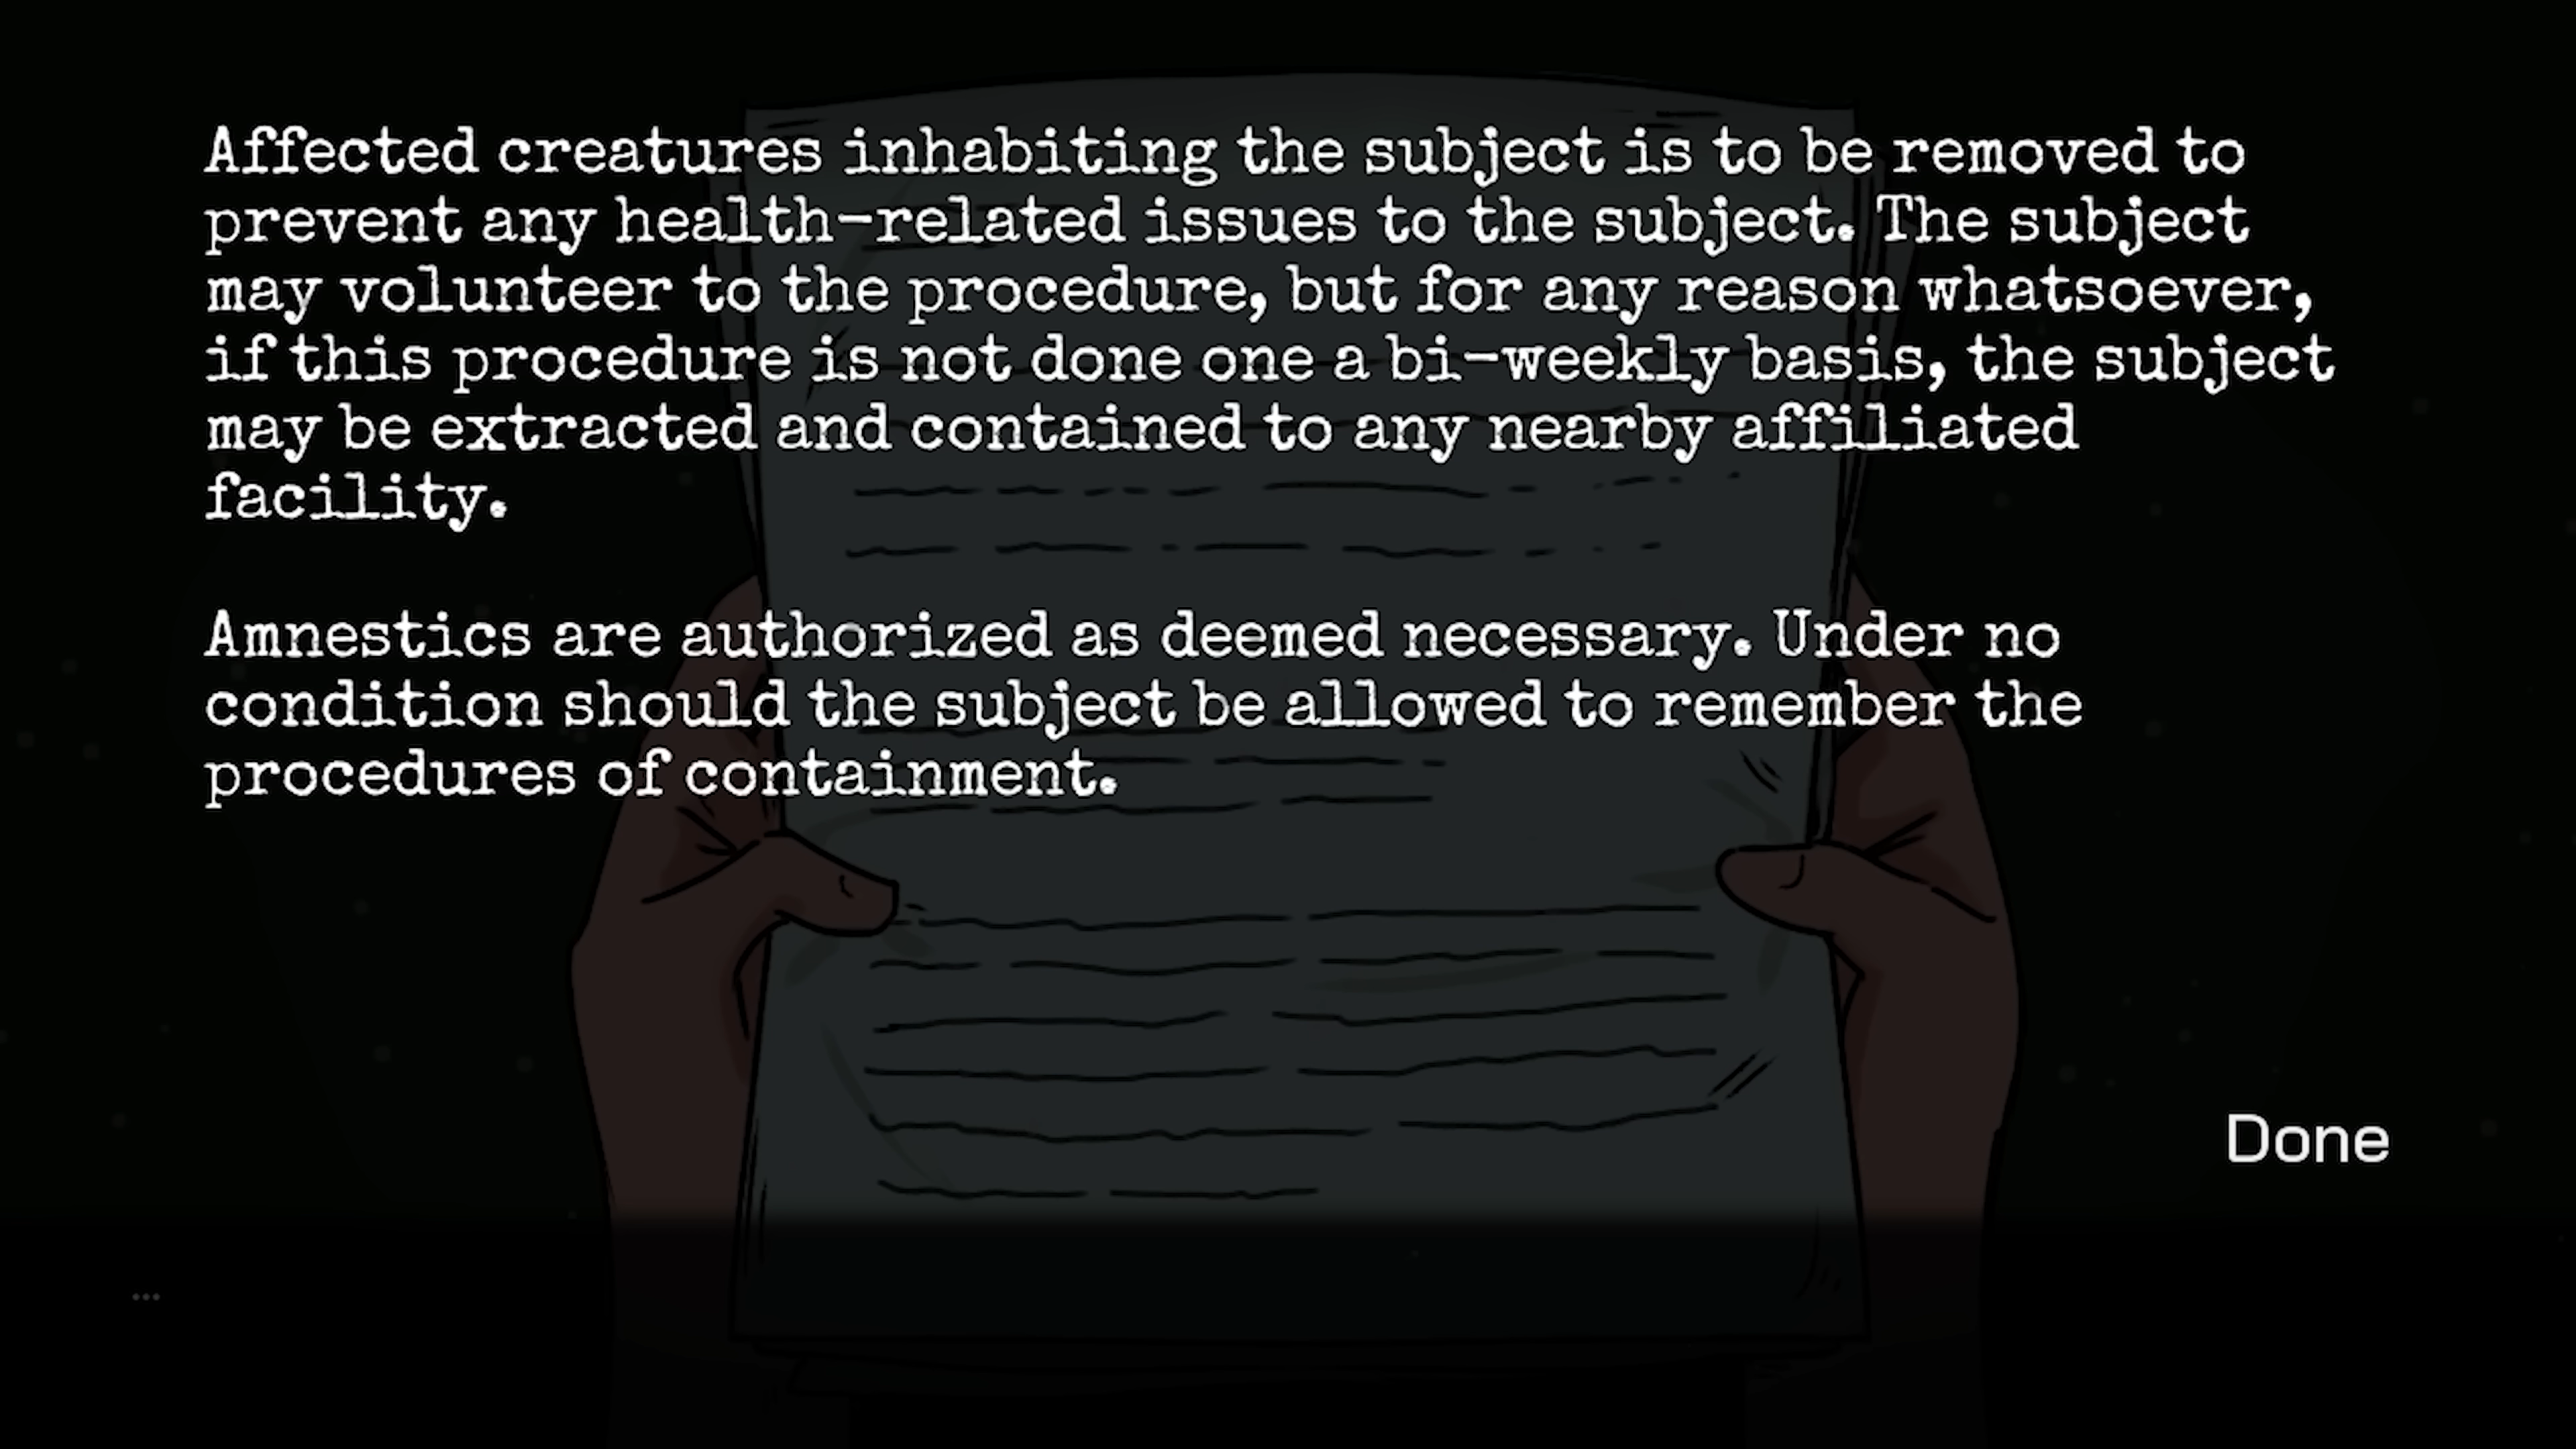 Affected creatures inhabiting the subject is to be removed to
prevent any health-related issues to the subject. The subject
may volunteer to the procedure, but for any reason whatsoever,
if this procedure is not done one a bi-weekly basis, the subject
may be extracted and contained to any nearby affiliated
facility.
Amnestics are authorized as deemed necessary. Under no
condition should the subject be allowed to remember the
procedures of containment.
Done
...